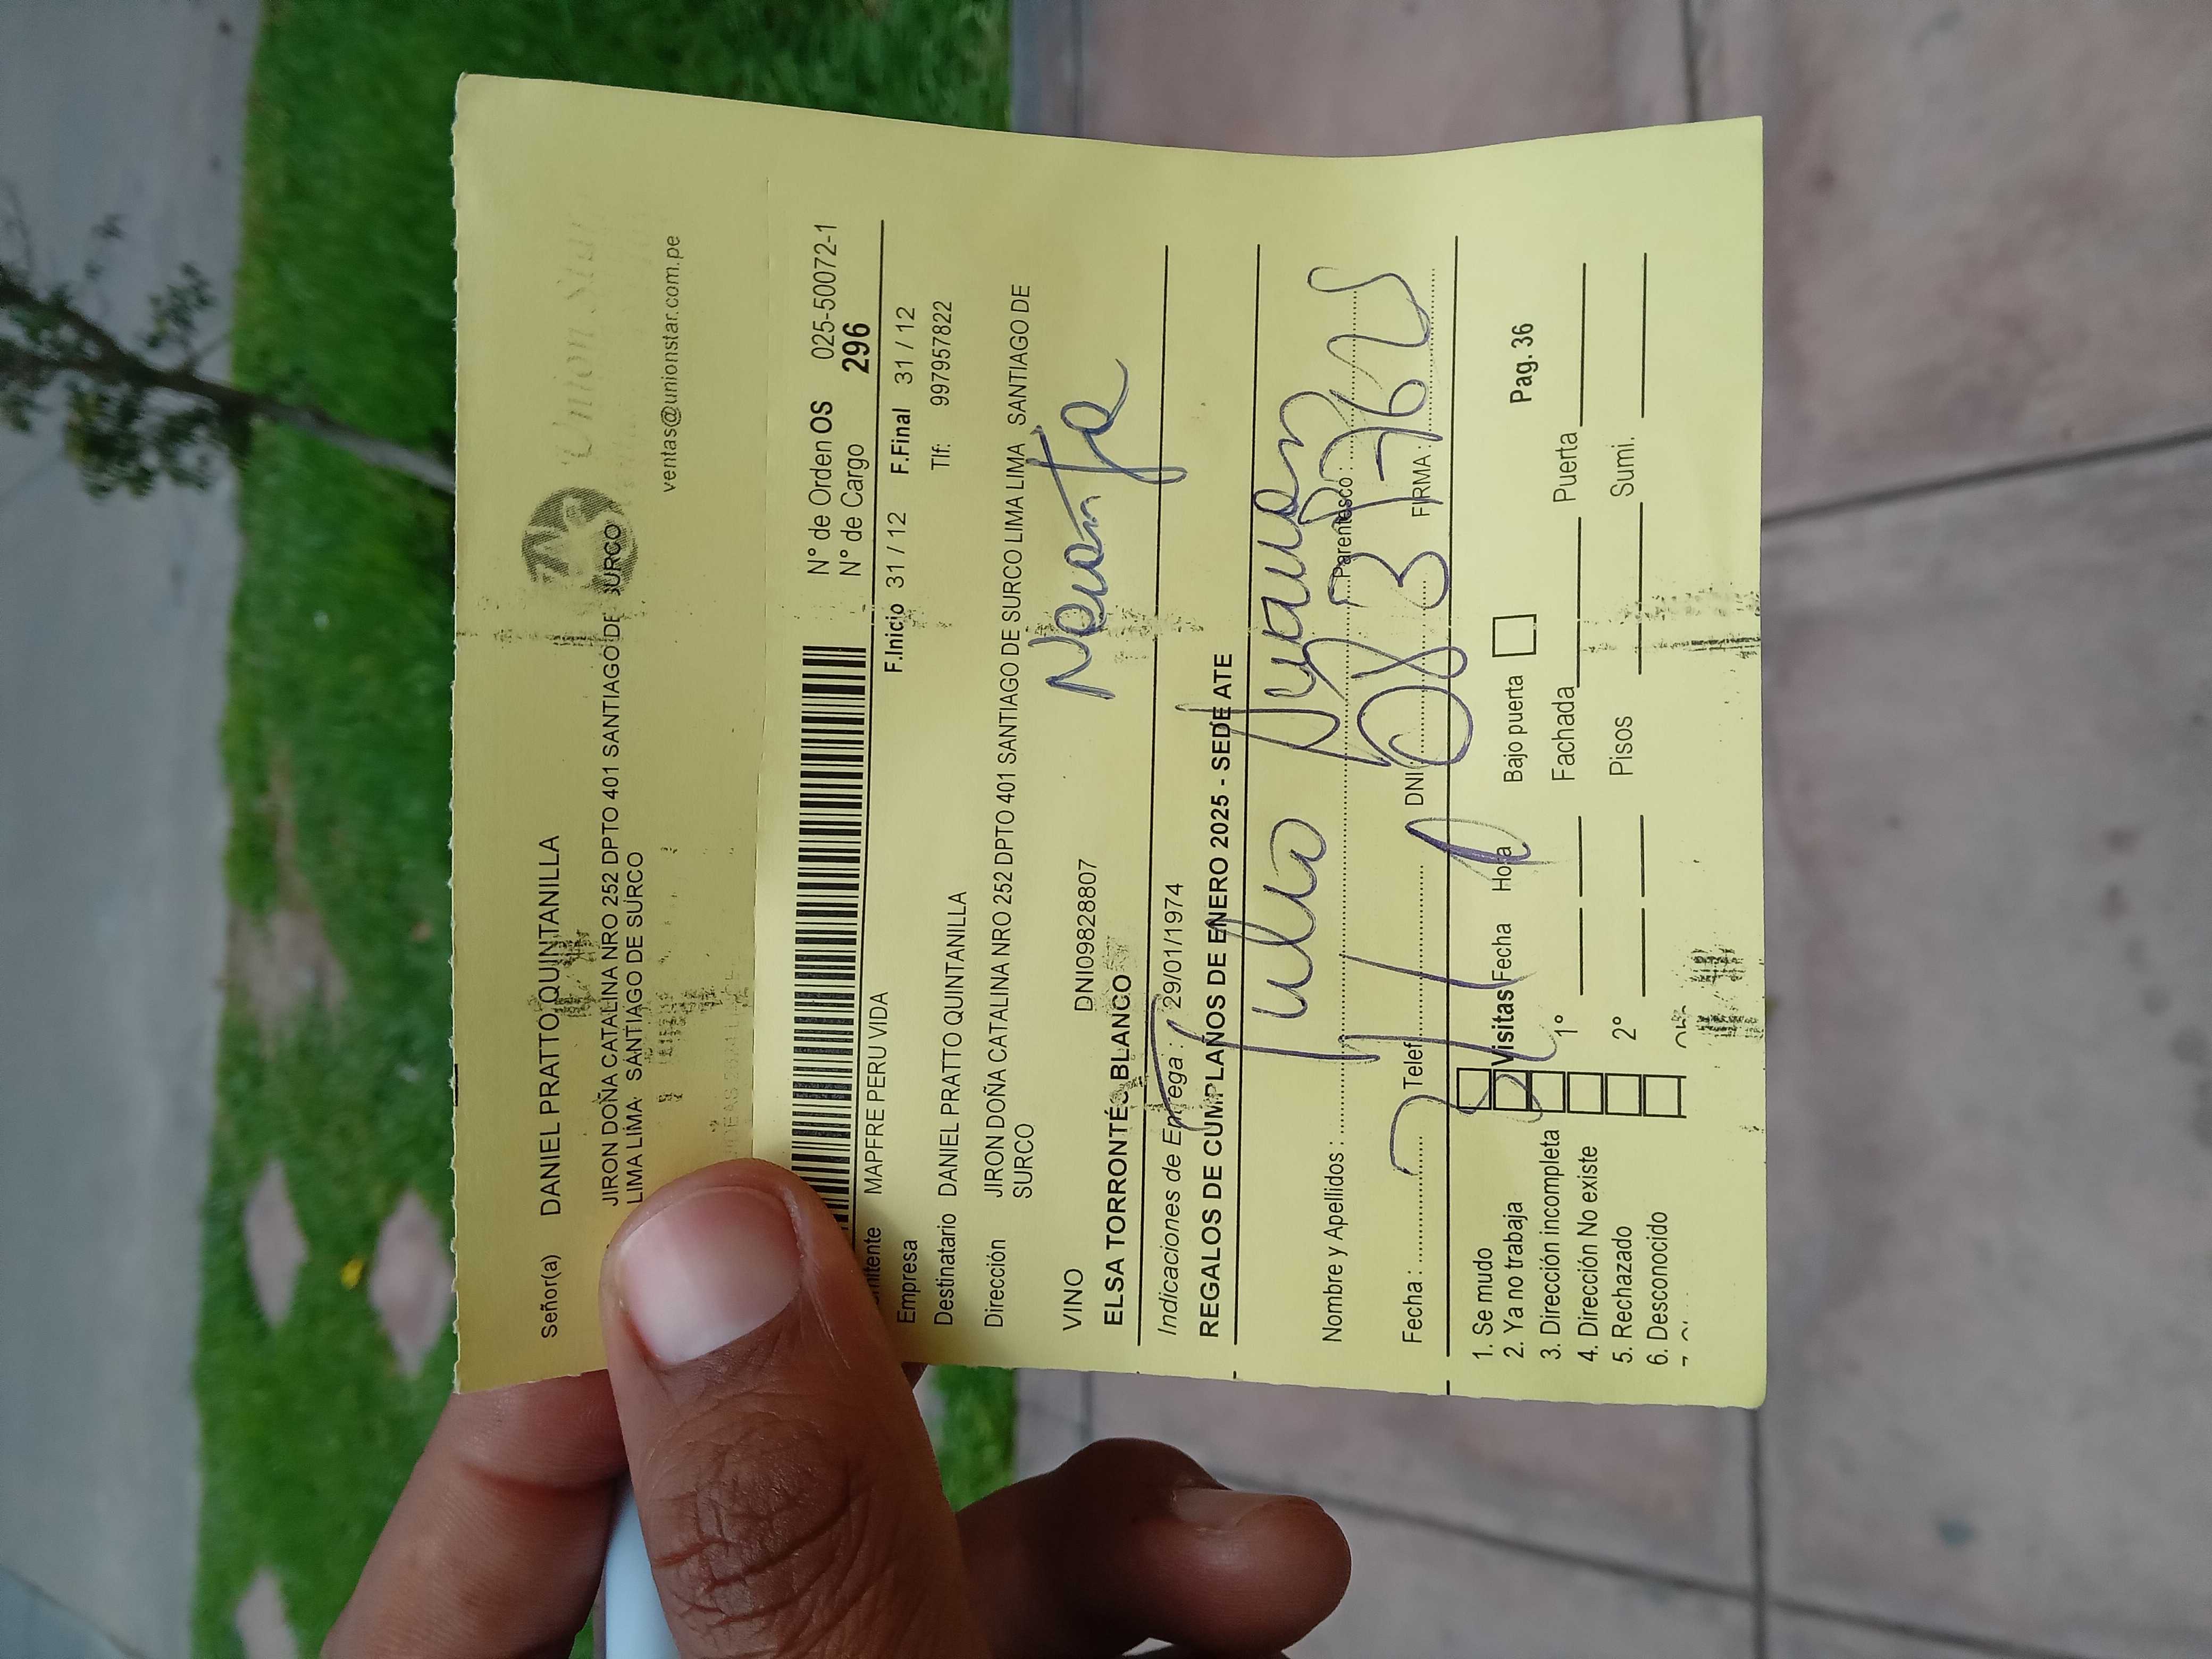 Union Star
Señor(a) DANIEL PRATTO QUINTANILLA
JIRON DOÑA CATALINA NRO 252 DPTO 401 SANTIAGO DE SURCO
LIMA LIMA SANTIAGO DE SURCO
ventas@unionstar.com.pe
N° de Orden OS 025-50072-1
N° de Cargo 296
mitente MAPFRE PERU VIDA
F.Inicio 31 / 12 F.Final 31 / 12
Empresa
Destinatario DANIEL PRATTO QUINTANILLA Tlf: 997957822
Dirección JIRON DOÑA CATALINA NRO 252 DPTO 401 SANTIAGO DE SURCO LIMA LIMA SANTIAGO DE
SURCO
VINO DNI09828807
ELSA TORRONTÉS BLANCO
Indicaciones de Entrega : 29/01/1974
REGALOS DE CUMPLAÑOS DE ENERO 2025 - SEDE ATE
Julio
Nombre y Apellidos : Parentesco :
Fecha : Telef DNI FIRMA :
1. Se mudo Visitas Fecha Hora Bajo puerta Pag. 36
2. Ya no trabaja
3. Dirección incompleta 1° Fachada Puerta
4. Dirección No existe
5. Rechazado 2° Pisos Sumi.
6. Desconocido